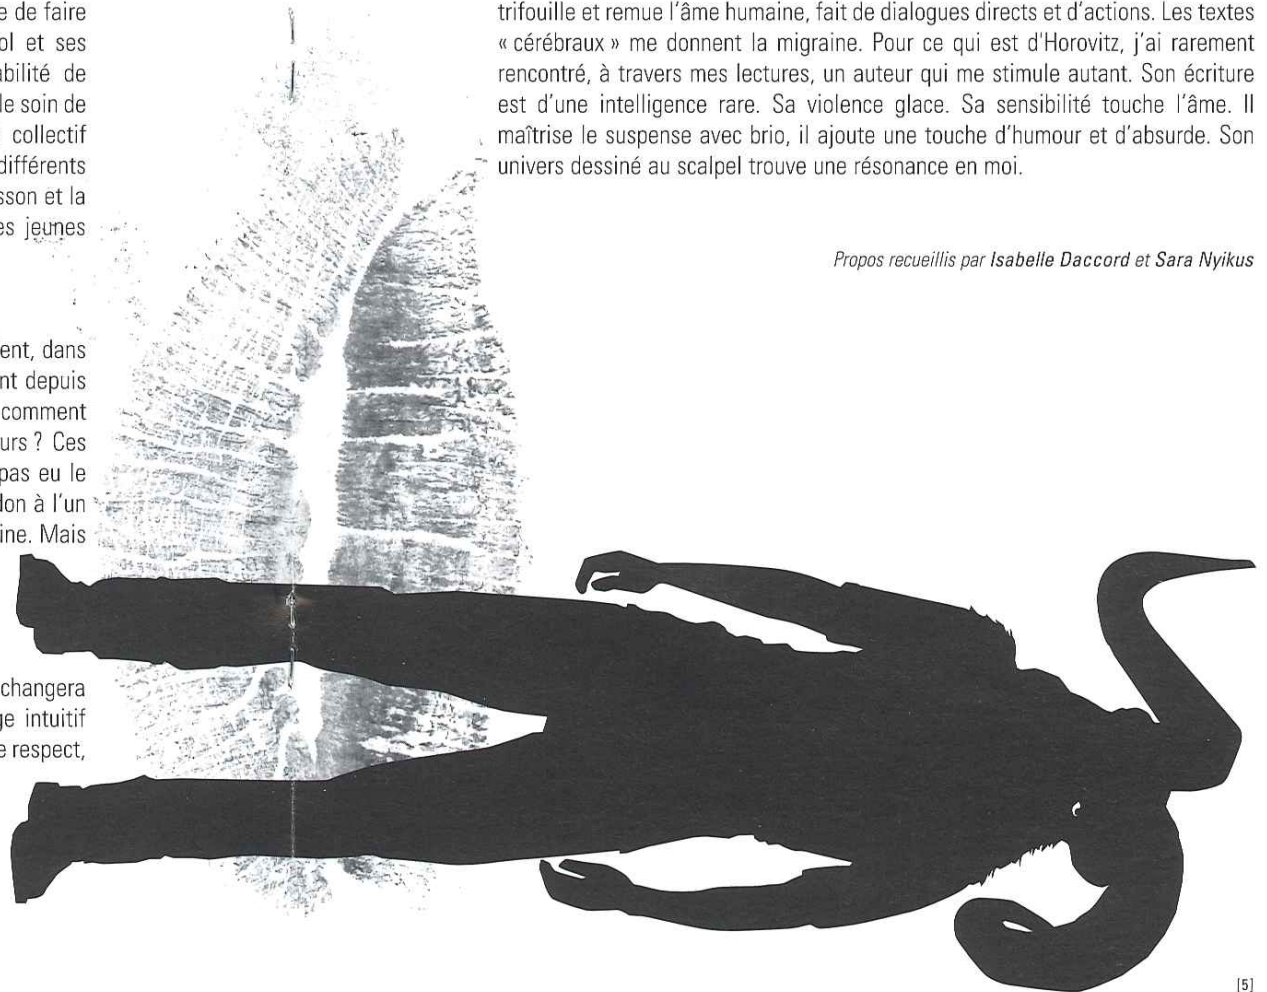 e de faire
ol et ses
abilité de
le soin de
collectif
différents
sson et la
es jeunes
ent, dans
nt depuis
comment
urs ? Ces
pas eu le
don à l'un
ine. Mais
changera
ge intuitif
e respect,
trifouille et remue l'âme humaine, fait de dialogues directs et d'actions. Les textes
« cérébraux » me donnent la migraine. Pour ce qui est d'Horovitz, j'ai rarement
rencontré, à travers mes lectures, un auteur qui me stimule autant. Son écriture
est d'une intelligence rare. Sa violence glace. Sa sensibilité touche l'âme. Il
maîtrise le suspense avec brio, il ajoute une touche d'humour et d'absurde. Son
univers dessiné au scalpel trouve une résonance en moi.
Propos recueillis par Isabelle Daccord et Sara Nyikus
[5]